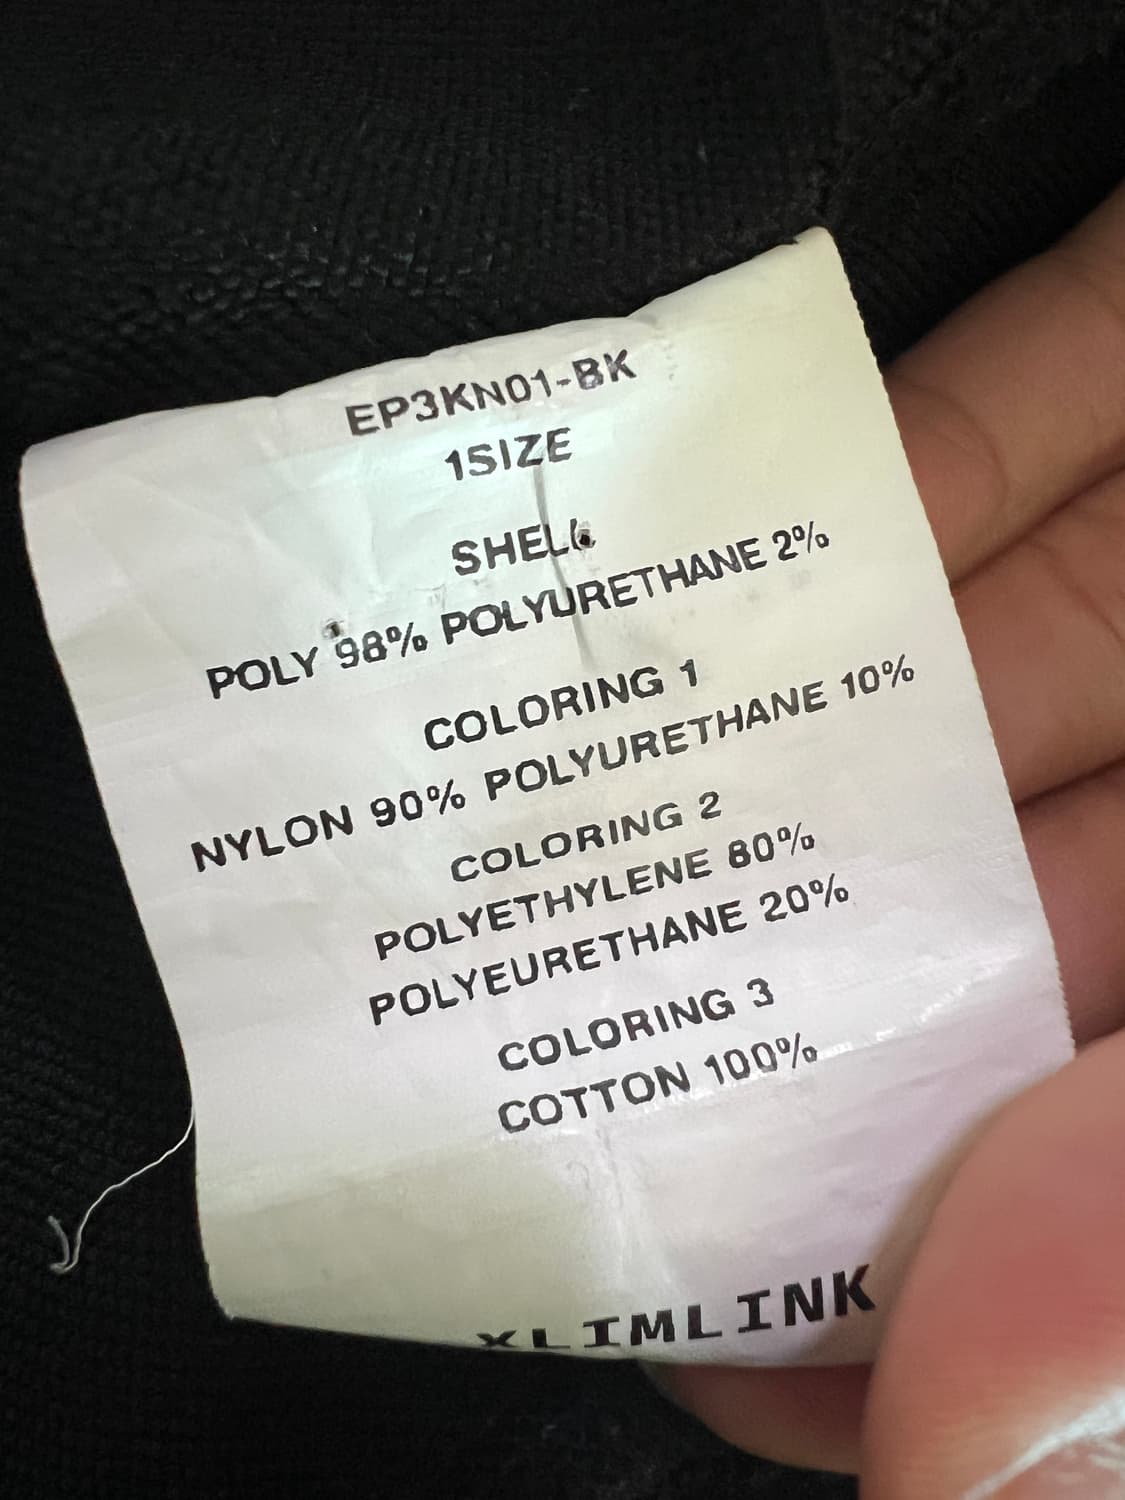 EP3KN01-BK
1SIZE
SHELL
POLY 98% POLYURETHANE 2%
COLORING 1
NYLON 90% POLYURETHANE 10%
COLORING 2
POLYETHYLENE 80%
POLYEURETHANE 20%
COLORING 3
COTTON 100%
XLIMLINK